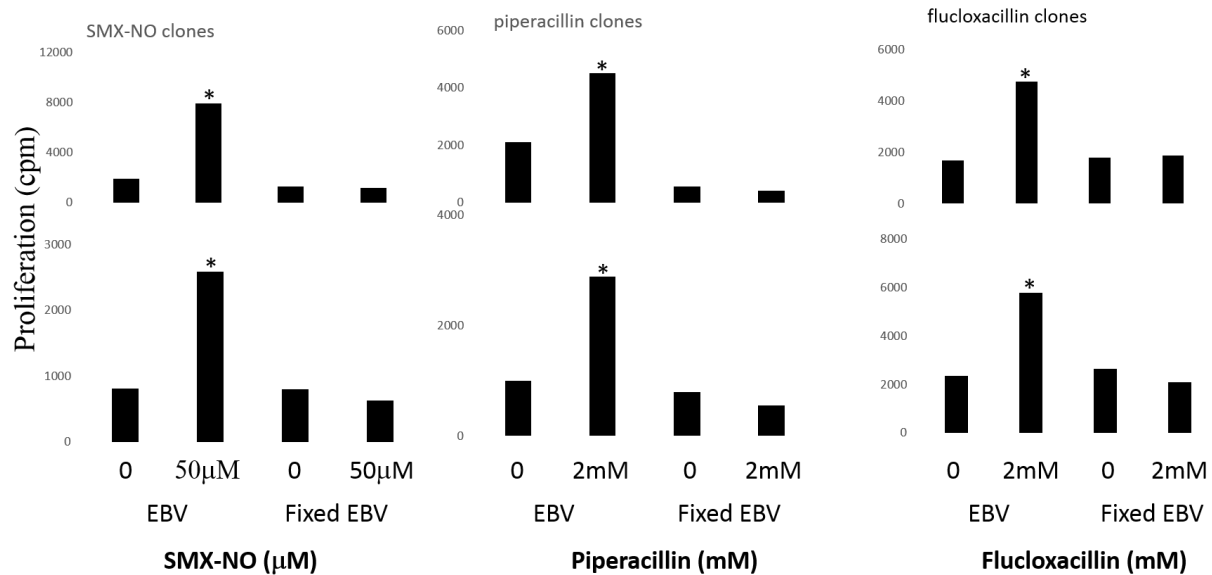 SMX-NO clones
piperacillin clones
flucloxacillin clones
Proliferation (cpm)
12000
8000
4000
0
*
6000
4000
2000
0
*
6000
4000
2000
0
*
3000
2000
1000
0
*
4000
2000
0
*
8000
6000
4000
2000
0
*
0 50μM 0 50μM
EBV Fixed EBV
SMX-NO (μM)
0 2mM 0 2mM
EBV Fixed EBV
Piperacillin (mM)
0 2mM 0 2mM
EBV Fixed EBV
Flucloxacillin (mM)